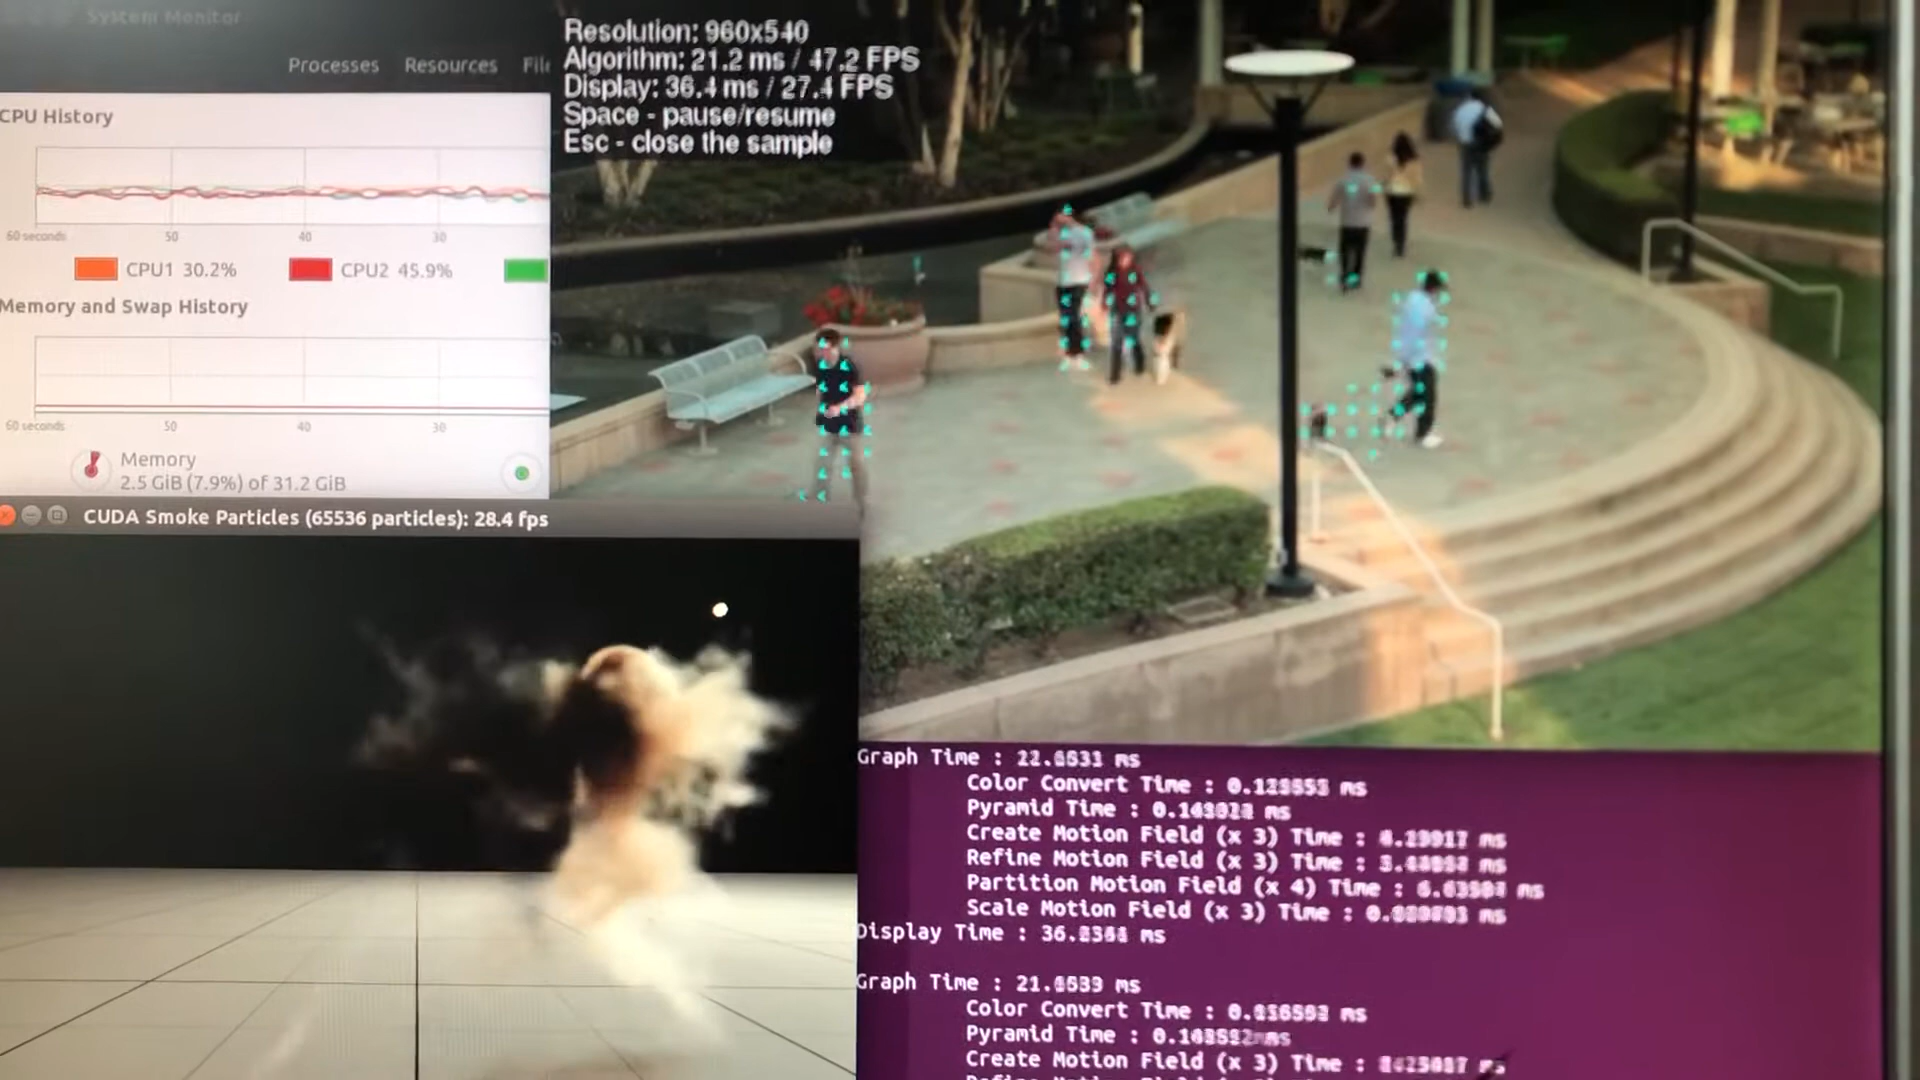 System Monitor
Processes Resources File
CPU History
60 seconds 50 40 30
CPU1 30.2% CPU2 45.9%
Memory and Swap History
60 seconds 50 40 30
Memory
2.5 GiB (7.9%) of 31.2 GiB
Resolution: 960x540
Algorithm: 21.2 ms / 47.2 FPS
Display: 36.4 ms / 27.4 FPS
Space - pause/resume
Esc - close the sample
CUDA Smoke Particles (65536 particles): 28.4 fps
Graph Time : ms
Color Convert Time : ms
Pyramid Time : ms
Create Motion Field (x 3) Time : ms
Refine Motion Field (x 3) Time : ms
Partition Motion Field (x 4) Time : ms
Scale Motion Field (x 3) Time : ms
Display Time : ms
Graph Time : ms
Color Convert Time : ms
Pyramid Time : ms
Create Motion Field (x 3) Time : ms